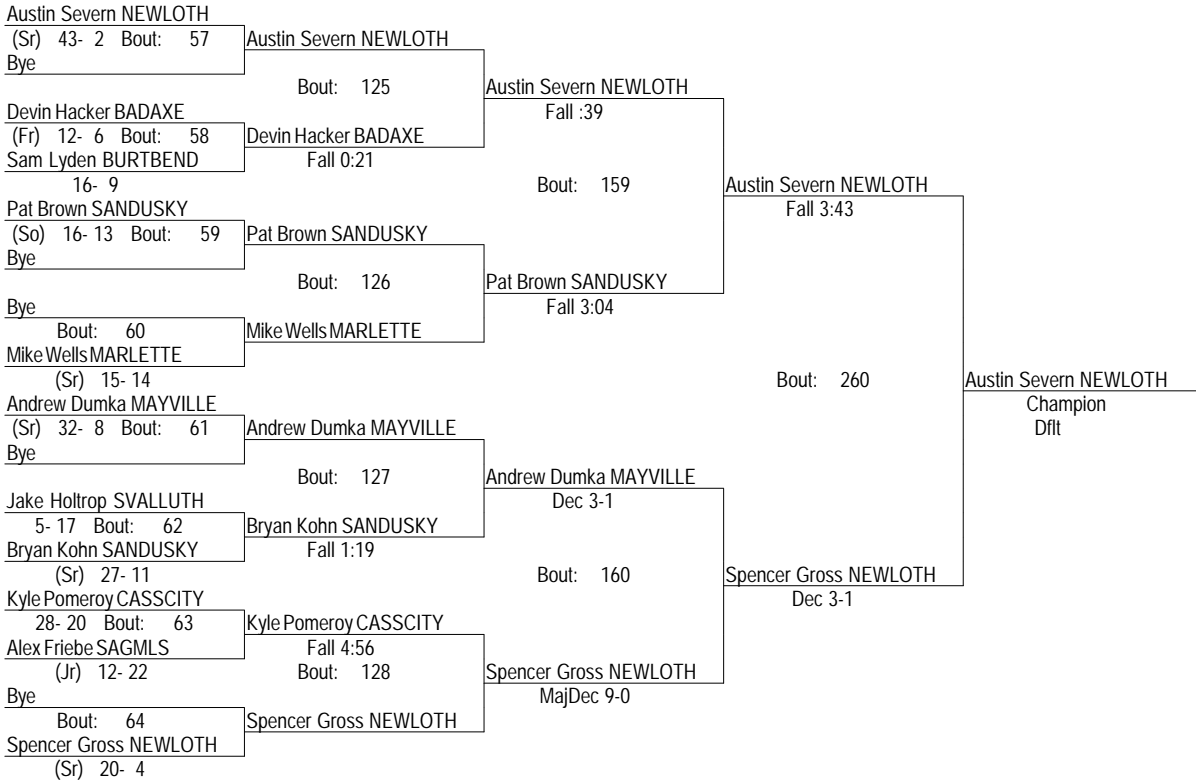 Austin Severn NEWLOTH
(Sr) 43- 2 Bout: 57
Bye
Austin Severn NEWLOTH
Bout: 125
Devin Hacker BADAXE
(Fr) 12- 6 Bout: 58
Sam Lyden BURTBEND
16- 9
Devin Hacker BADAXE
Fall 0:21
Austin Severn NEWLOTH
Fall :39
Bout: 159
Pat Brown SANDUSKY
(So) 16- 13 Bout: 59
Bye
Pat Brown SANDUSKY
Bout: 126
Bye
Bout: 60
Mike Wells MARLETTE
(Sr) 15- 14
Mike Wells MARLETTE
Pat Brown SANDUSKY
Fall 3:04
Austin Severn NEWLOTH
Fall 3:43
Bout: 260
Austin Severn NEWLOTH
Champion
Dflt
Andrew Dumka MAYVILLE
(Sr) 32- 8 Bout: 61
Bye
Andrew Dumka MAYVILLE
Bout: 127
Jake Holtrop SVALLUTH
5- 17 Bout: 62
Bryan Kohn SANDUSKY
(Sr) 27- 11
Bryan Kohn SANDUSKY
Fall 1:19
Andrew Dumka MAYVILLE
Dec 3-1
Bout: 160
Kyle Pomeroy CASSCITY
28- 20 Bout: 63
Alex Friebe SAGMLS
(Jr) 12- 22
Kyle Pomeroy CASSCITY
Fall 4:56
Bout: 128
Bye
Bout: 64
Spencer Gross NEWLOTH
(Sr) 20- 4
Spencer Gross NEWLOTH
Spencer Gross NEWLOTH
MajDec 9-0
Spencer Gross NEWLOTH
Dec 3-1